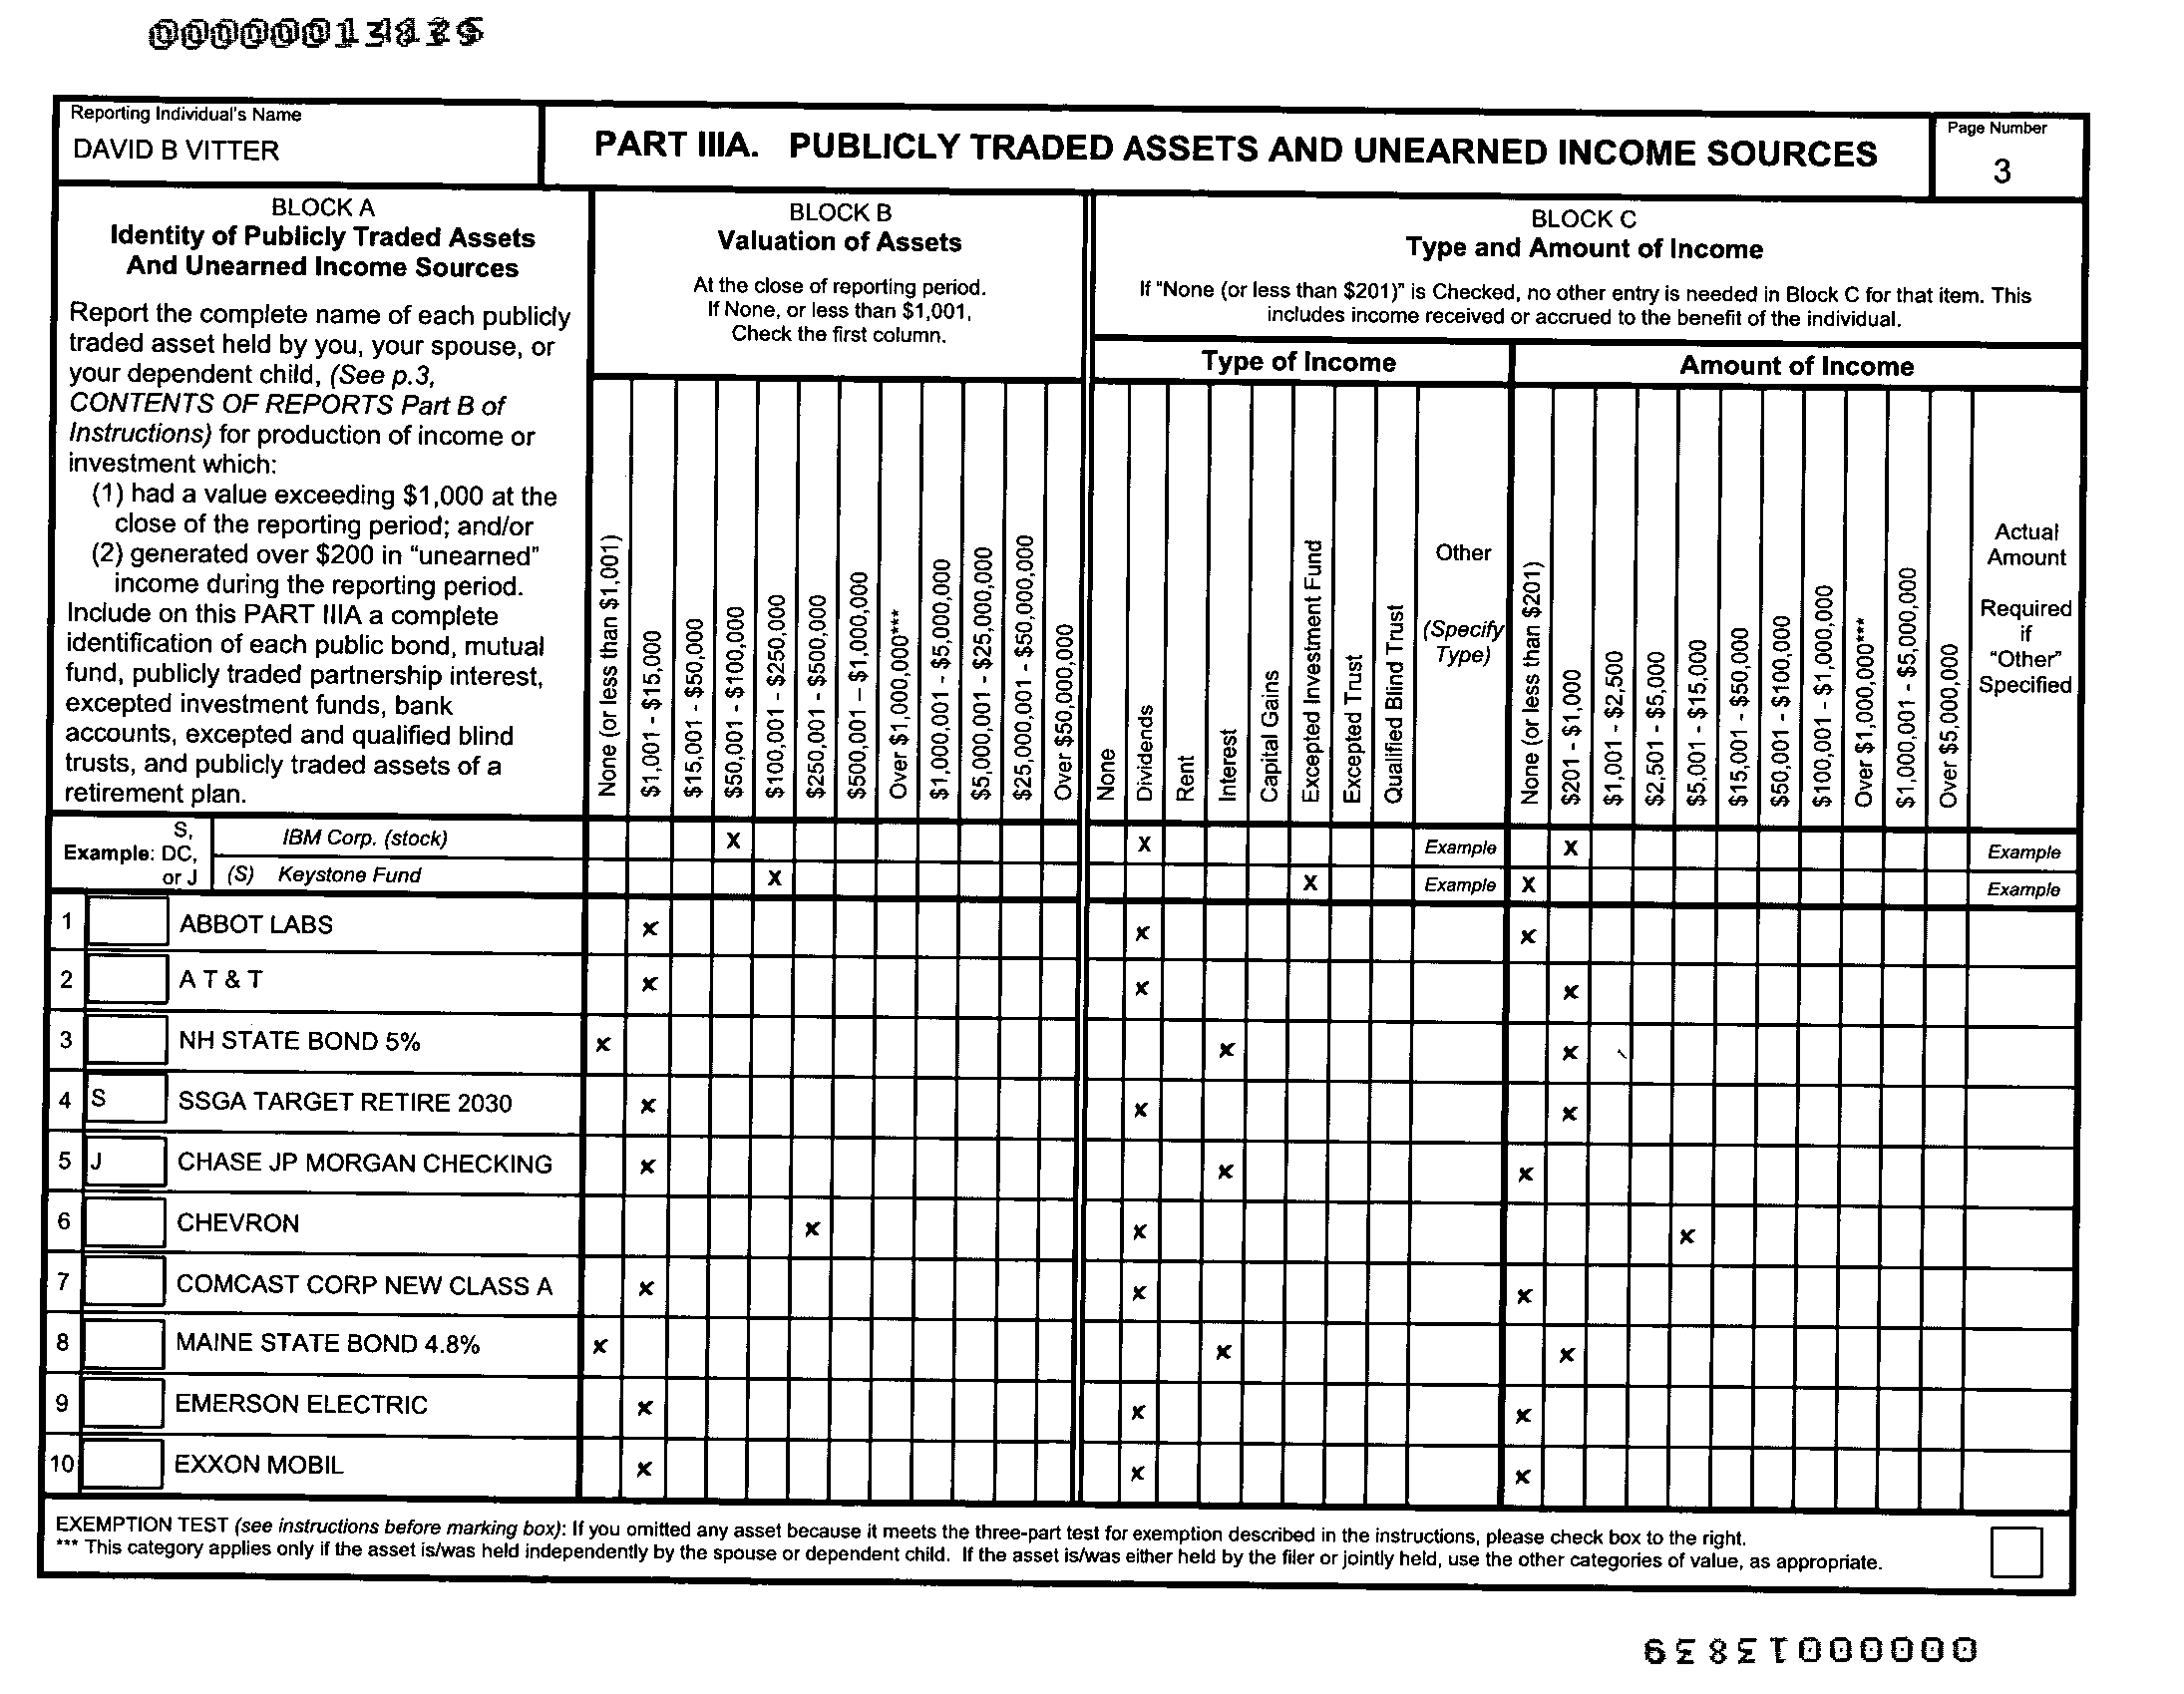 Reporting Individual's Name
DAVID B VITTER
PART IIIA. PUBLICLY TRADED ASSETS AND UNEARNED INCOME SOURCES
Page Number
3
BLOCK A
Identity of Publicly Traded Assets
And Unearned Income Sources
Report the complete name of each publicly
traded asset held by you, your spouse, or
your dependent child, (See p.3,
CONTENTS OF REPORTS Part B of
Instructions) for production of income or
investment which:
(1) had a value exceeding $1,000 at the
close of the reporting period; and/or
(2) generated over $200 in "unearned"
income during the reporting period.
Include on this PART IIIA a complete
identification of each public bond, mutual
fund, publicly traded partnership interest,
excepted investment funds, bank
accounts, excepted and qualified blind
trusts, and publicly traded assets of a
retirement plan.
BLOCK B
Valuation of Assets
At the close of reporting period.
If None, or less than $1,001,
Check the first column.
None (or less than $1,001)
$1,001 - $15,000
$15,001 - $50,000
$50,001 - $100,000
$100,001 - $250,000
$250,001 - $500,000
$500,001 – $1,000,000
Over $1,000,000***
$1,000,001 - $5,000,000
$5,000,001 - $25,000,000
$25,000,001 - $50,000,000
Over $50,000,000
BLOCK C
Type and Amount of Income
If "None (or less than $201)" is Checked, no other entry is needed in Block C for that item. This
includes income received or accrued to the benefit of the individual.
Type of Income
None
Dividends
Rent
Interest
Capital Gains
Excepted Investment Fund
Excepted Trust
Qualified Blind Trust
Other
(Specify
Type)
Amount of Income
None (or less than $201)
$201 - $1,000
$1,001 - $2,500
$2,501 - $5,000
$5,001 - $15,000
$15,001 - $50,000
$50,001 - $100,000
$100,001 - $1,000,000
Over $1,000,000***
$1,000,001 - $5,000,000
Over $5,000,000
Actual
Amount
Required
if
"Other"
Specified
Example: S, DC, or J
IBM Corp. (stock) X X Example X Example
(S) Keystone Fund X X Example X Example
1 ABBOT LABS x x x
2 A T & T x x x
3 NH STATE BOND 5% x x x
4 S SSGA TARGET RETIRE 2030 x x x
5 J CHASE JP MORGAN CHECKING x x x
6 CHEVRON x x x
7 COMCAST CORP NEW CLASS A x x x
8 MAINE STATE BOND 4.8% x x x
9 EMERSON ELECTRIC x x x
10 EXXON MOBIL x x x
EXEMPTION TEST (see instructions before marking box): If you omitted any asset because it meets the three-part test for exemption described in the instructions, please check box to the right.
*** This category applies only if the asset is/was held independently by the spouse or dependent child. If the asset is/was either held by the filer or jointly held, use the other categories of value, as appropriate.